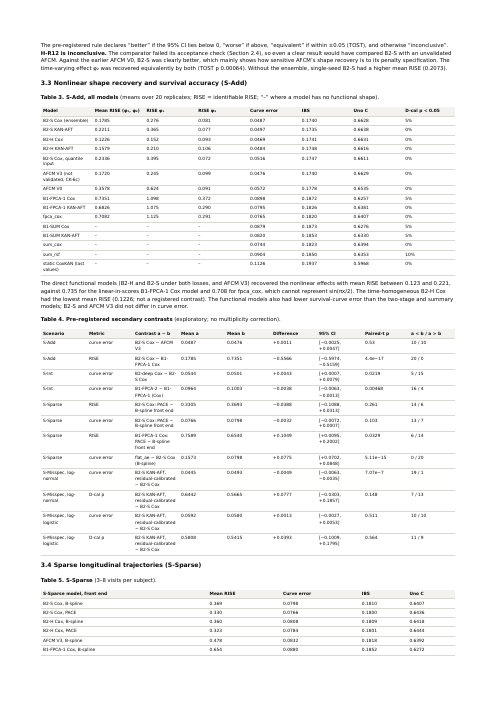 The pre-registered rule declares "better" if the 95% CI lies below 0, "worse" if above, "equivalent" if within ±0.05 (TOST), and otherwise "inconclusive".
H-R12 is inconclusive. The comparator failed its acceptance check (Section 2.4), so even a clear result would have compared B2-S with an unvalidated
AFCM. Against the earlier AFCM V0, B2-S was clearly better, which mainly shows how sensitive AFCM's shape recovery is to its penalty specification. The
time-varying effect ψ₂ was recovered equivalently by both (TOST p 0.00064). Without the ensemble, single-seed B2-S had a higher mean RISE (0.2073).
3.3 Nonlinear shape recovery and survival accuracy (S-Add)
Table 3. S-Add, all models (means over 20 replicates; RISE = identifiable RISE; "–" where a model has no functional shape).
Model Mean RISE (φ₁, φ₂) RISE φ₁ RISE φ₂ Curve error IBS Uno C D-cal p < 0.05
B2-S Cox (ensemble) 0.1785 0.276 0.081 0.0487 0.1740 0.6628 5%
B2-S KAN-AFT 0.2211 0.365 0.077 0.0497 0.1735 0.6638 0%
B2-H Cox 0.1226 0.152 0.093 0.0469 0.1741 0.6631 0%
B2-H KAN-AFT 0.1579 0.210 0.106 0.0484 0.1748 0.6616 0%
B2-S Cox, quantile
input 0.2336 0.395 0.072 0.0516 0.1747 0.6611 0%
AFCM V3 (not
validated, CK-6c) 0.1720 0.245 0.099 0.0476 0.1740 0.6629 0%
AFCM V0 0.3578 0.624 0.091 0.0572 0.1778 0.6535 0%
B1-FPCA-1 Cox 0.7351 1.098 0.372 0.0898 0.1872 0.6257 5%
B1-FPCA-1 KAN-AFT 0.6826 1.075 0.290 0.0795 0.1826 0.6381 0%
fpca_cox 0.7082 1.125 0.291 0.0765 0.1820 0.6407 0%
B1-SUM Cox – – – 0.0879 0.1873 0.6276 5%
B1-SUM KAN-AFT – – – 0.0820 0.1853 0.6330 5%
sum_cox – – – 0.0744 0.1823 0.6394 0%
sum_rsf – – – 0.0904 0.1850 0.6353 10%
static CoxKAN (last
values) – – – 0.1126 0.1937 0.5968 0%
The direct functional models (B2-H and B2-S under both losses, and AFCM V3) recovered the nonlinear effects with mean RISE between 0.123 and 0.221,
against 0.735 for the linear-in-scores B1-FPCA-1 Cox model and 0.708 for fpca_cox, which cannot represent sin(πx/2). The time-homogeneous B2-H Cox
had the lowest mean RISE (0.1226; not a registered contrast). The functional models also had lower survival-curve error than the two-stage and summary
models; B2-S and AFCM V3 did not differ in curve error.
Table 4. Pre-registered secondary contrasts (exploratory; no multiplicity correction).
Scenario Metric Contrast a − b Mean a Mean b Difference 95% CI Paired-t p a < b / a > b
S-Add curve error B2-S Cox − AFCM
V3 0.0487 0.0476 +0.0011 [−0.0025,
+0.0047] 0.53 10 / 10
S-Add RISE B2-S Cox − B1-
FPCA-1 Cox 0.1785 0.7351 −0.5566 [−0.5974,
−0.5159] 4.4e−17 20 / 0
S-Int curve error B2-deep Cox − B2-
S Cox 0.0544 0.0501 +0.0043 [+0.0007,
+0.0079] 0.0219 5 / 15
S-Int curve error B1-FPCA-2 − B1-
FPCA-1 (Cox) 0.0964 0.1003 −0.0038 [−0.0063,
−0.0013] 0.00468 16 / 4
S-Sparse RISE B2-S Cox: PACE −
B-spline front end 0.3305 0.3693 −0.0388 [−0.1088,
+0.0313] 0.261 14 / 6
S-Sparse curve error B2-S Cox: PACE −
B-spline front end 0.0766 0.0798 −0.0032 [−0.0072,
+0.0007] 0.103 13 / 7
S-Sparse RISE B1-FPCA-1 Cox:
PACE − B-spline
front end 0.7589 0.6540 +0.1049 [+0.0095,
+0.2002] 0.0329 6 / 14
S-Sparse curve error flat_ae − B2-S Cox
(B-spline) 0.1573 0.0798 +0.0775 [+0.0702,
+0.0848] 5.11e−15 0 / 20
S-Misspec, log-
normal curve error B2-S KAN-AFT,
residual-calibrated
− B2-S Cox 0.0445 0.0493 −0.0049 [−0.0063,
−0.0035] 7.07e−7 19 / 1
S-Misspec, log-
normal D-cal p B2-S KAN-AFT,
residual-calibrated
− B2-S Cox 0.6442 0.5665 +0.0777 [−0.0303,
+0.1857] 0.148 7 / 13
S-Misspec, log-
logistic curve error B2-S KAN-AFT,
residual-calibrated
− B2-S Cox 0.0592 0.0580 +0.0013 [−0.0027,
+0.0053] 0.511 10 / 10
S-Misspec, log-
logistic D-cal p B2-S KAN-AFT,
residual-calibrated
− B2-S Cox 0.5808 0.5415 +0.0393 [−0.1009,
+0.1795] 0.564 11 / 9
3.4 Sparse longitudinal trajectories (S-Sparse)
Table 5. S-Sparse (3–8 visits per subject).
S-Sparse model, front end Mean RISE Curve error IBS Uno C
B2-S Cox, B-spline 0.369 0.0798 0.1810 0.6407
B2-S Cox, PACE 0.330 0.0766 0.1800 0.6436
B2-H Cox, B-spline 0.360 0.0808 0.1809 0.6418
B2-H Cox, PACE 0.323 0.0784 0.1801 0.6444
AFCM V3, B-spline 0.478 0.0832 0.1818 0.6392
B1-FPCA-1 Cox, B-spline 0.654 0.0880 0.1852 0.6272